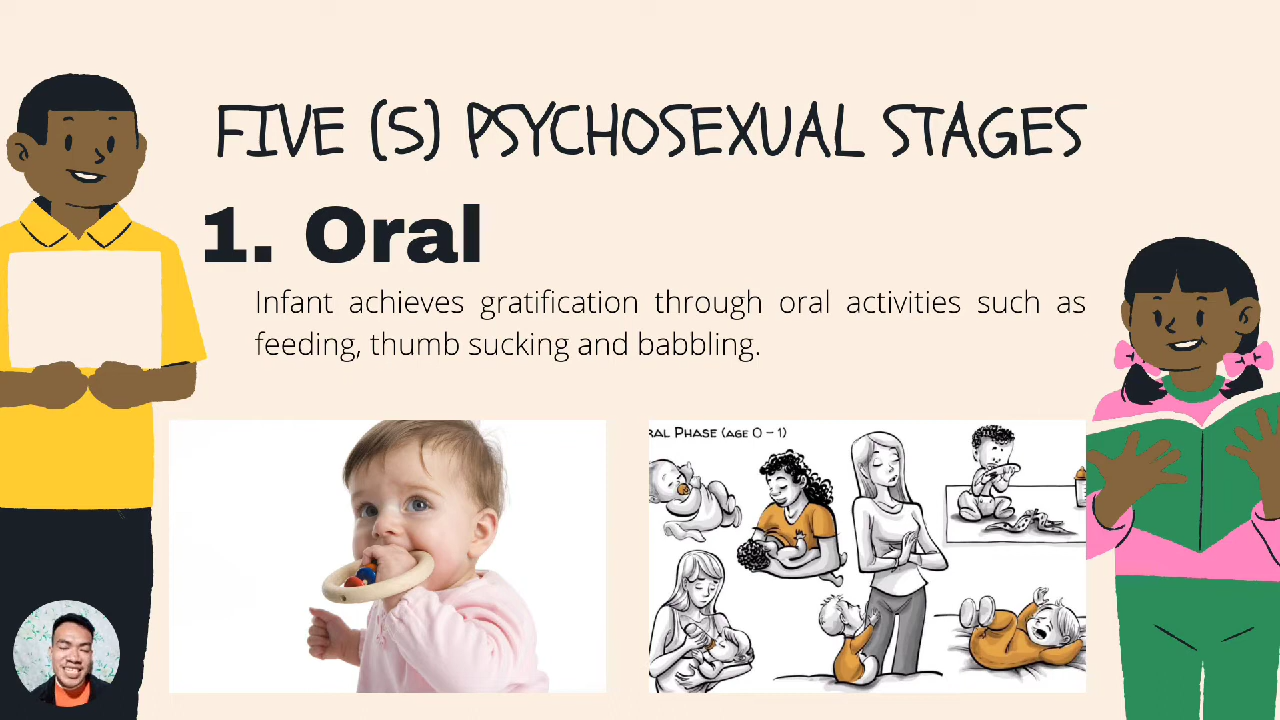 FIVE (5) PSYCHOSEXUAL STAGES
1. Oral
Infant achieves gratification through oral activities such as
feeding, thumb sucking and babbling.
RAL PHASE (AGE 0 – 1)